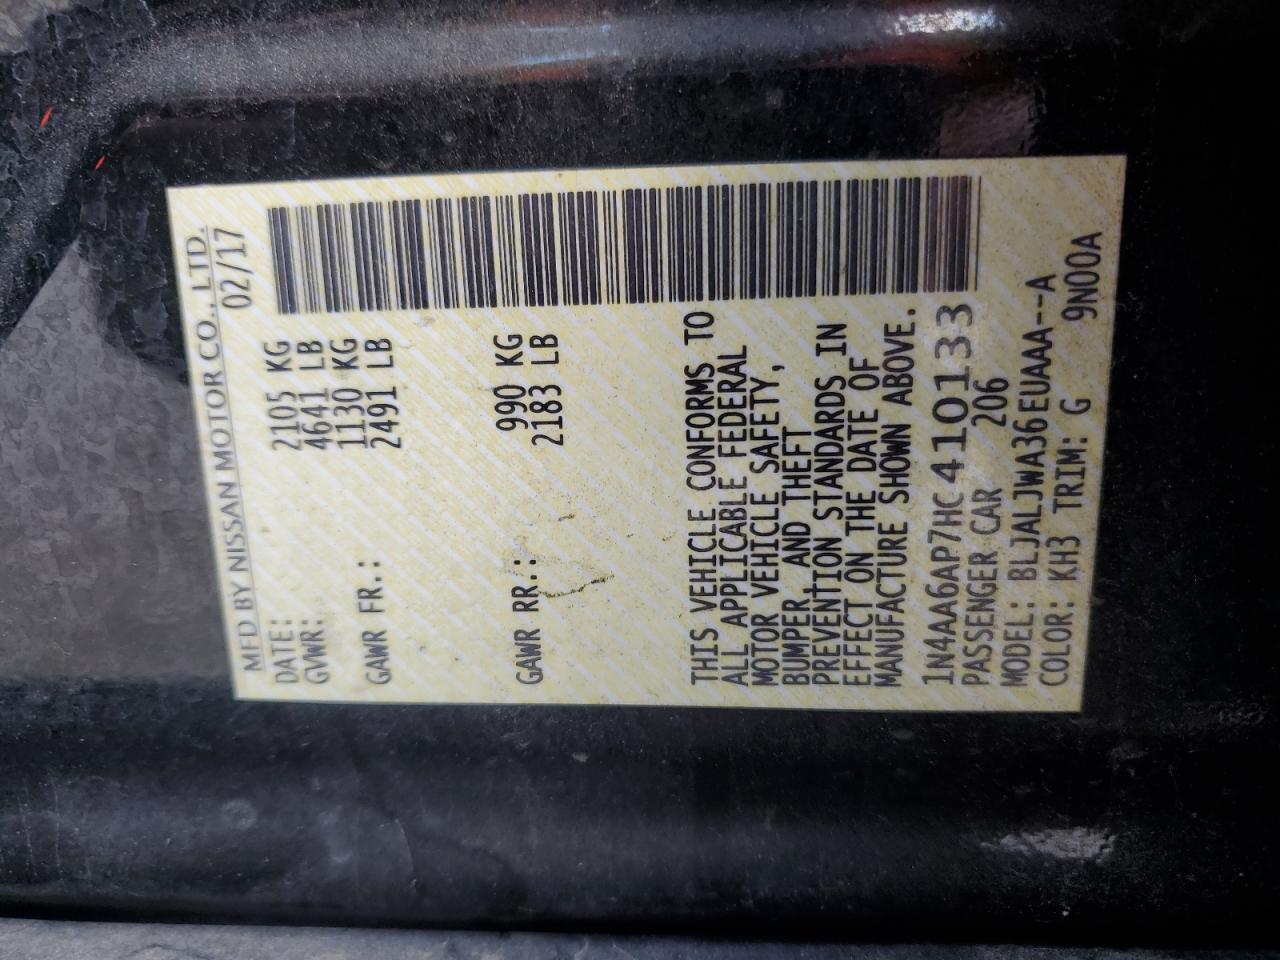 MFD BY NISSAN MOTOR CO., LTD.
DATE: 02/17
GVWR: 2105 KG
4641 LB
GAWR FR.: 1130 KG
2491 LB
GAWR RR.: 990 KG
2183 LB
THIS VEHICLE CONFORMS TO
ALL APPLICABLE FEDERAL
MOTOR VEHICLE SAFETY,
BUMPER, AND THEFT
PREVENTION STANDARDS IN
EFFECT ON THE DATE OF
MANUFACTURE SHOWN ABOVE.
1N4AA6AP7HC410133
PASSENGER CAR 206
MODEL: BLJALJWA36EUAAA--A
COLOR: KH3 TRIM: G 9N00A